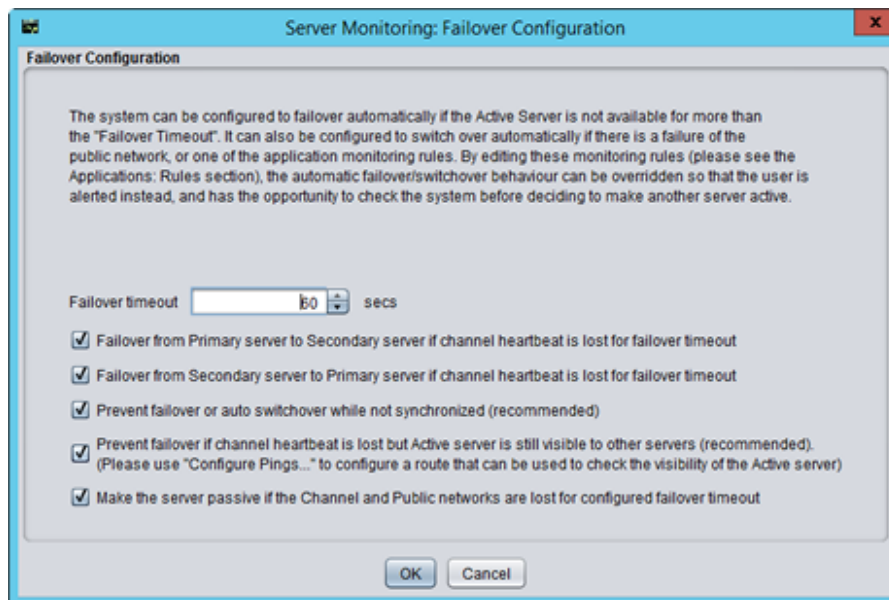 Server Monitoring: Failover Configuration
x
Failover Configuration
The system can be configured to failover automatically if the Active Server is not available for more than
the "Failover Timeout". It can also be configured to switch over automatically if there is a failure of the
public network, or one of the application monitoring rules. By editing these monitoring rules (please see the
Applications: Rules section), the automatic failover/switchover behaviour can be overridden so that the user is
alerted instead, and has the opportunity to check the system before deciding to make another server active.
Failover timeout 60 secs
Failover from Primary server to Secondary server if channel heartbeat is lost for failover timeout
Failover from Secondary server to Primary server if channel heartbeat is lost for failover timeout
Prevent failover or auto switchover while not synchronized (recommended)
Prevent failover if channel heartbeat is lost but Active server is still visible to other servers (recommended).
(Please use "Configure Pings..." to configure a route that can be used to check the visibility of the Active server)
Make the server passive if the Channel and Public networks are lost for configured failover timeout
OK Cancel